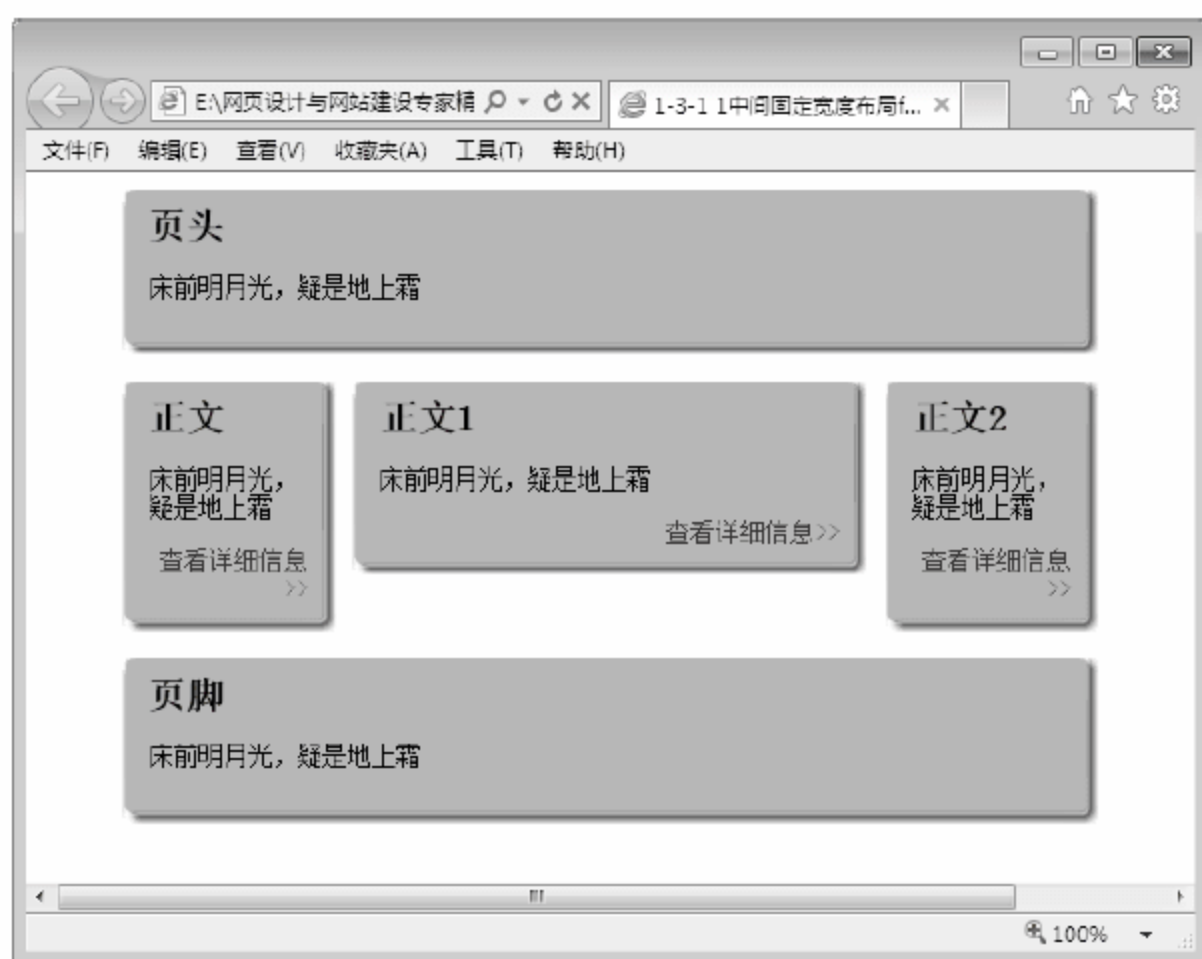 E:\网页设计与网站建设专家精
1-3-1 1中间固定宽度布局f...
文件(F) 编辑(E) 查看(V) 收藏夹(A) 工具(T) 帮助(H)
页头
床前明月光，疑是地上霜
正文
床前明月光，
疑是地上霜
查看详细信息
>>
正文1
床前明月光，疑是地上霜
查看详细信息>>
正文2
床前明月光，
疑是地上霜
查看详细信息
>>
页脚
床前明月光，疑是地上霜
100%